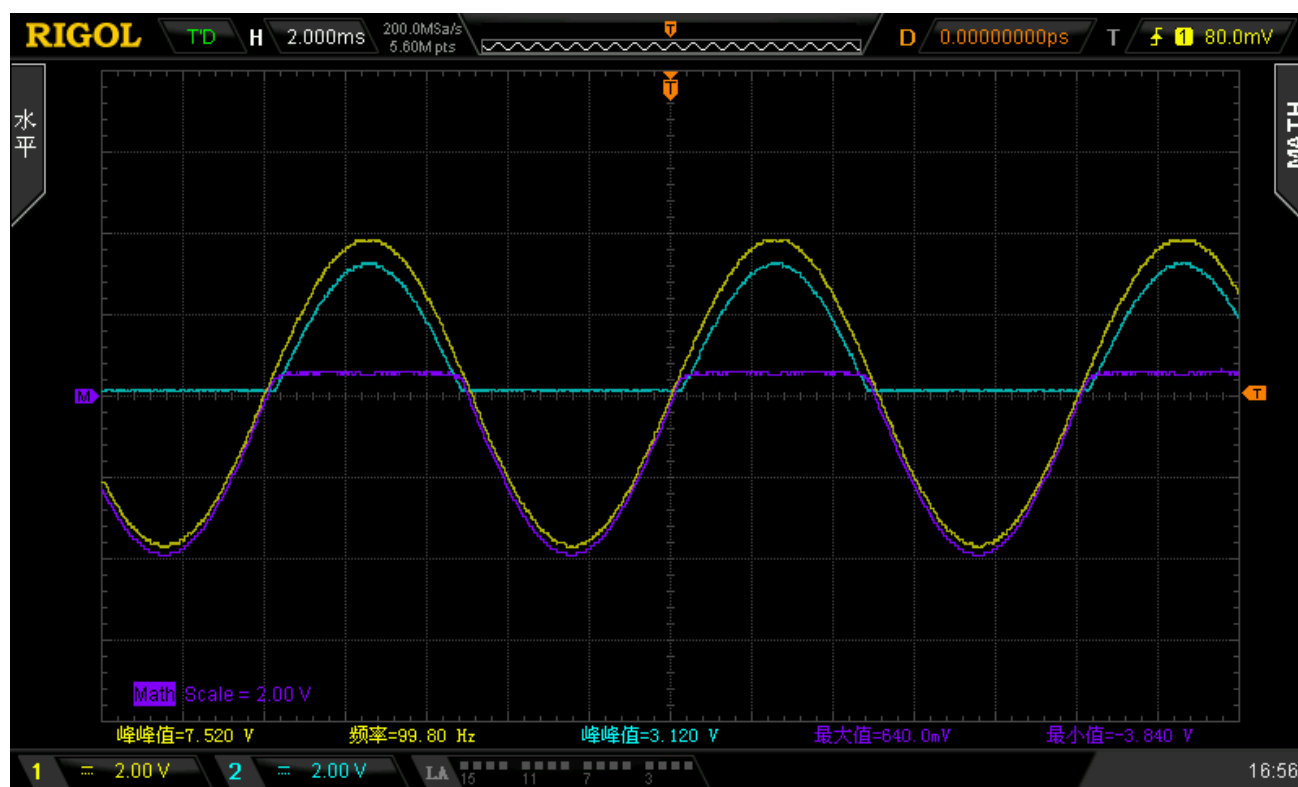 RIGOL T'D H 2.000ms 200.0MSa/s 5.60M pts D 0.00000000ps T 1 80.0mV
T
水平
MATH
T
M
T
Math Scale = 2.00 V
峰峰值=7.520 V 频率=99.80 Hz 峰峰值=3.120 V 最大值=640.0mV 最小值=-3.840 V
1 = 2.00 V 2 = 2.00 V LA 15 11 7 3 16:56